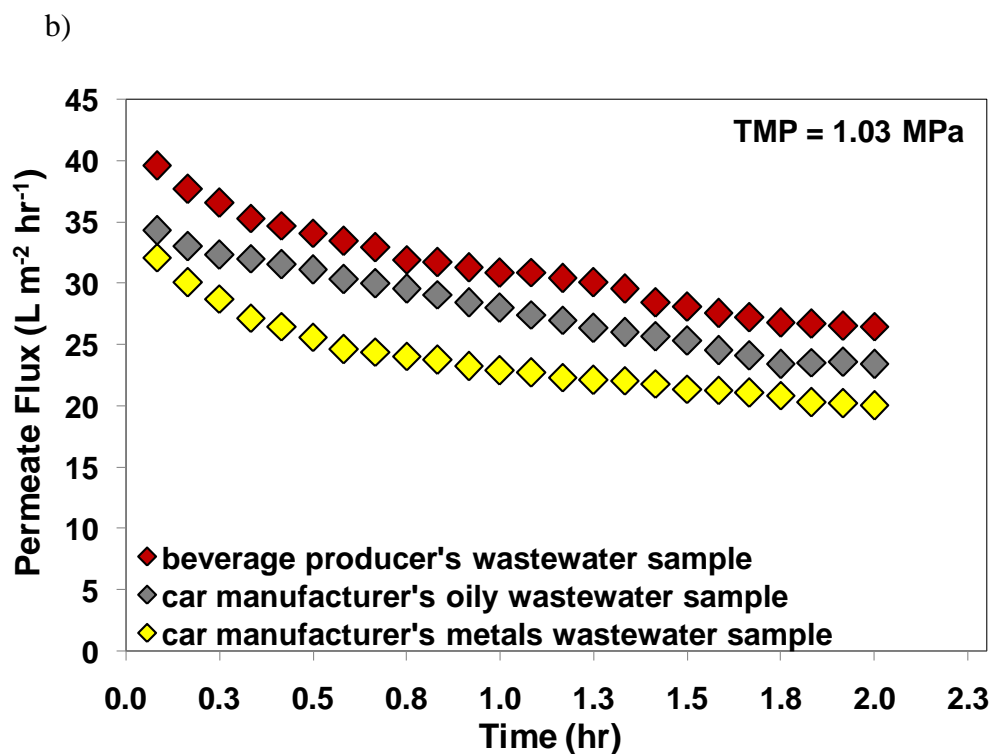 b)
TMP = 1.03 MPa
45
40
35
30
25
20
15
10
5
0
Permeate Flux (L m⁻² hr⁻¹)
beverage producer's wastewater sample
car manufacturer's oily wastewater sample
car manufacturer's metals wastewater sample
0.0 0.3 0.5 0.8 1.0 1.3 1.5 1.8 2.0 2.3
Time (hr)